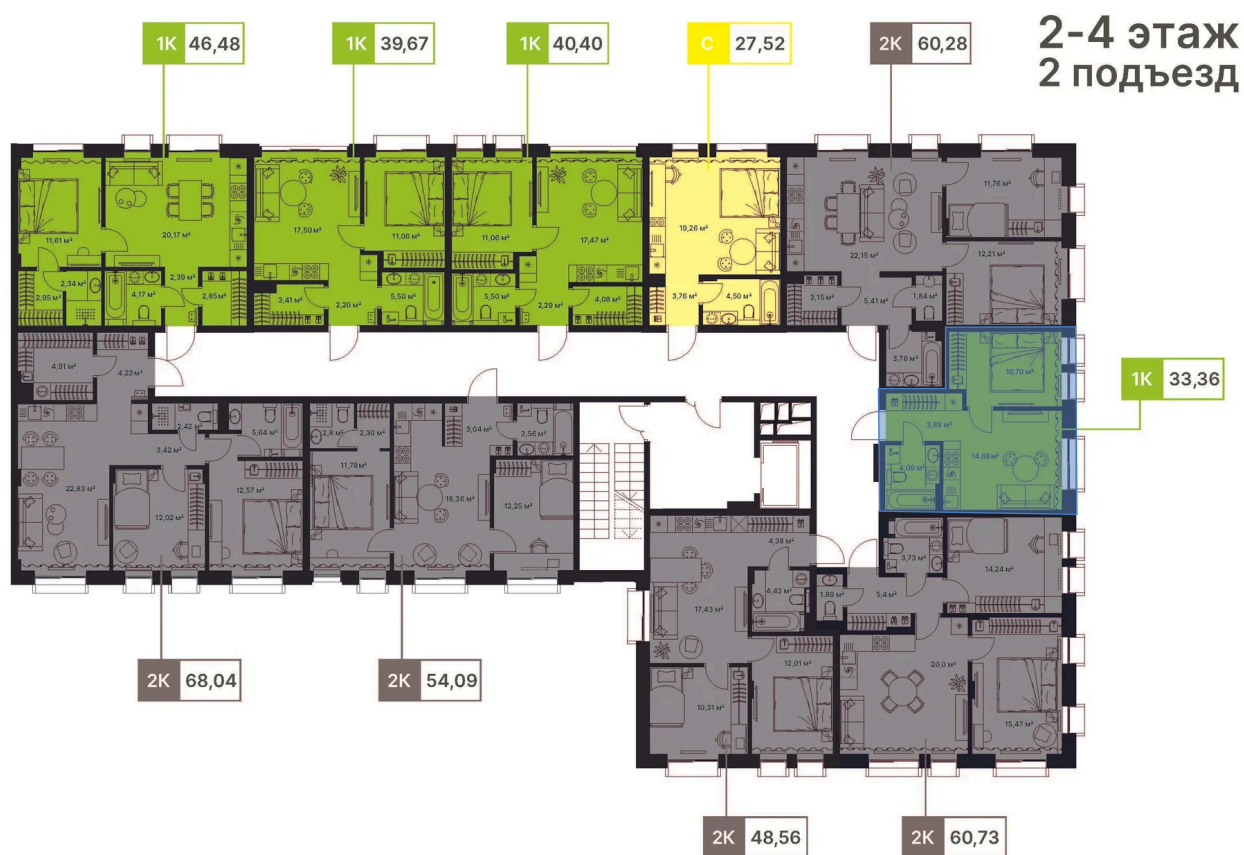 2-4 этаж
2 подъезд
1К 46,48
1К 39,67
1К 40,40
С 27,52
2К 60,28
11,61 м²
20,17 м²
2,34 м²
2,95 м²
4,17 м²
2,39 м²
2,85 м²
17,50 м²
11,06 м²
3,41 м²
2,20 м²
5,50 м²
11,06 м²
17,47 м²
5,50 м²
2,29 м²
4,08 м²
19,26 м²
3,76 м²
4,50 м²
22,15 м²
11,76 м²
12,21 м²
3,15 м²
5,41 м²
1,84 м²
3,76 м²
10,70 м²
3,89 м²
4,09 м²
14,68 м²
1К 33,36
4,91 м²
4,23 м²
2,42 м²
5,64 м²
3,42 м²
22,83 м²
12,02 м²
12,57 м²
2,8 м²
2,30 м²
11,78 м²
3,04 м²
3,56 м²
18,36 м²
12,25 м²
4,38 м²
17,43 м²
4,43 м²
12,01 м²
10,31 м²
3,73 м²
14,24 м²
1,89 м²
5,4 м²
20,0 м²
15,47 м²
2К 68,04
2К 54,09
2К 48,56
2К 60,73